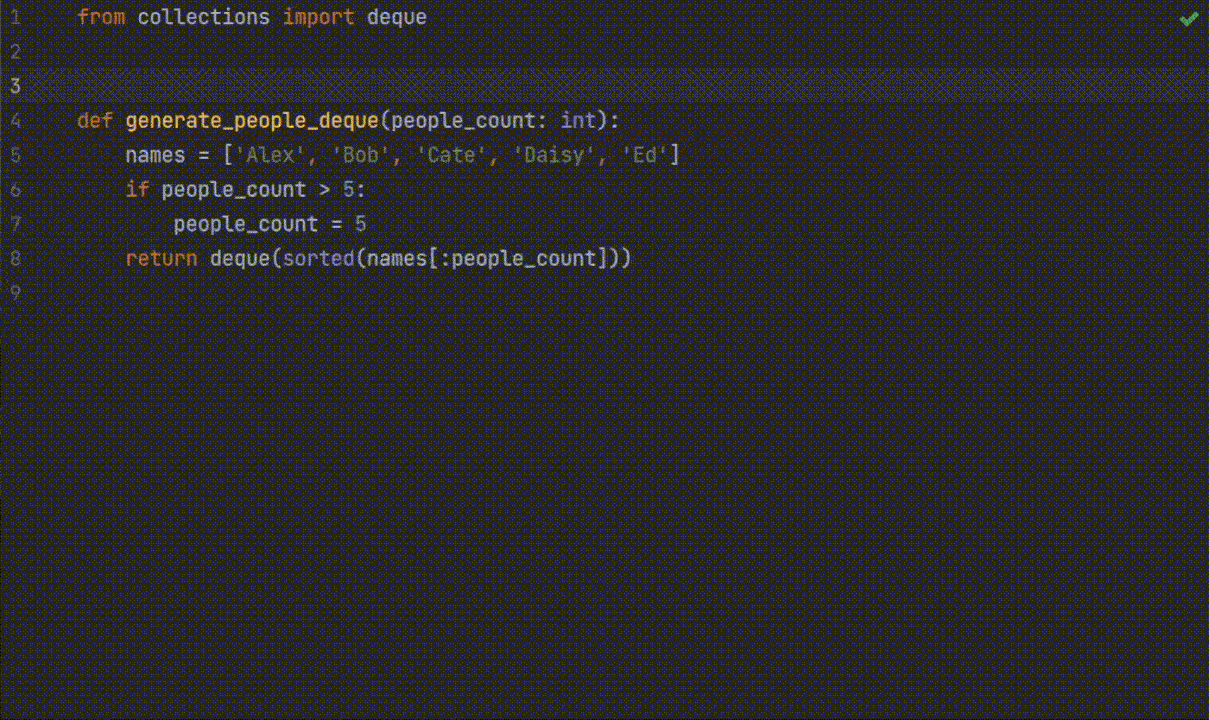 1 from collections import deque
2
3
4 def generate_people_deque(people_count: int):
5     names = ['Alex', 'Bob', 'Cate', 'Daisy', 'Ed']
6     if people_count > 5:
7         people_count = 5
8     return deque(sorted(names[:people_count]))
9